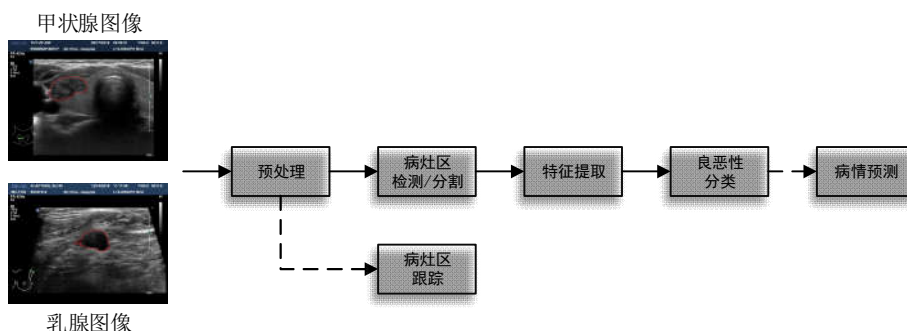 甲状腺图像
乳腺图像
预处理
病灶区
检测/分割
特征提取
良恶性
分类
病情预测
病灶区
跟踪